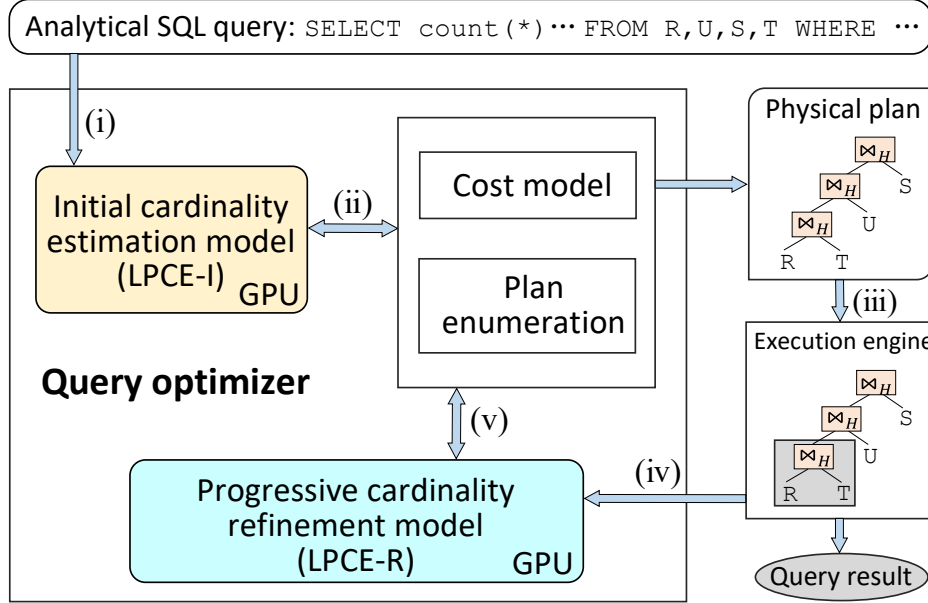 Analytical SQL query: SELECT count(*)··· FROM R,U,S,T WHERE ···
(i)
Initial cardinality
estimation model
(LPCE-I)
GPU
(ii)
Cost model
Plan
enumeration
Query optimizer
(v)
Progressive cardinality
refinement model
(LPCE-R)
GPU
(iv)
Physical plan
⋈H
⋈H
S
⋈H
U
R T
(iii)
Execution engine
⋈H
⋈H
S
⋈H
U
R T
Query result